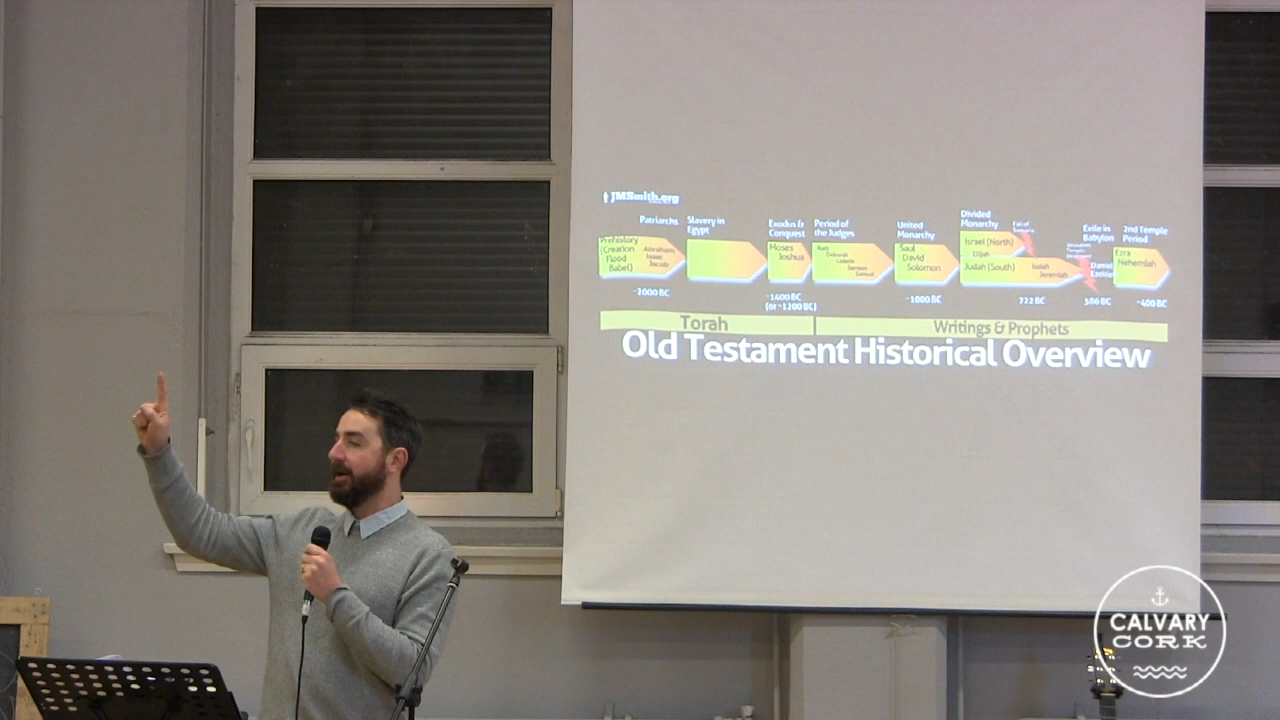 JMSmith.org
Patriarchs
Slavery in
Egypt
Exodus &
Conquest
Period of
the Judges
United
Monarchy
Divided
Monarchy
Fall of
Samaria
Exile in
Babylon
2nd Temple
Period
Prehistory
(Creation
Flood
Babel)
Abraham
Isaac
Jacob
Moses
Joshua
Ruth
Deborah
Gideon
Samson
Samuel
Saul
David
Solomon
Israel (North)
Elijah
Judah (South)
Isaiah
Jeremiah
Daniel
Ezekiel
Ezra
Nehemiah
~2000 BC
~1400 BC
(or ~1200 BC)
~1000 BC
722 BC
586 BC
~400 BC
Torah
Writings & Prophets
Old Testament Historical Overview
CALVARY
CORK